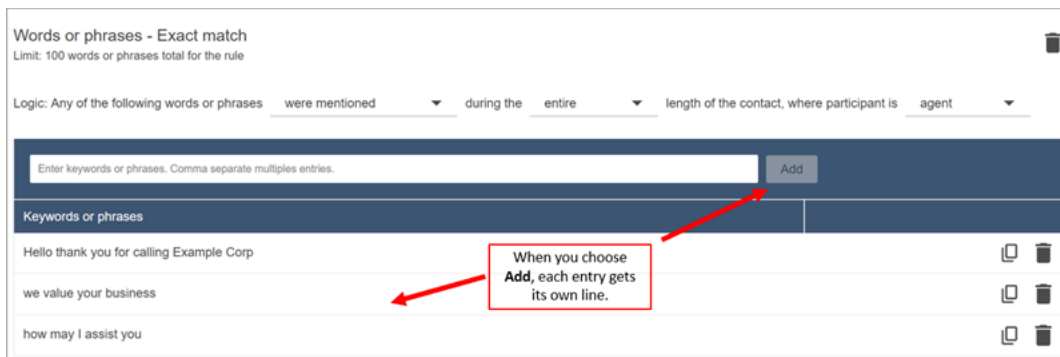 Words or phrases - Exact match
Limit: 100 words or phrases total for the rule
Logic: Any of the following words or phrases were mentioned during the entire length of the contact, where participant is agent
Enter keywords or phrases. Comma separate multiples entries.
Add
Keywords or phrases
Hello thank you for calling Example Corp
When you choose
Add, each entry gets
its own line.
we value your business
how may I assist you